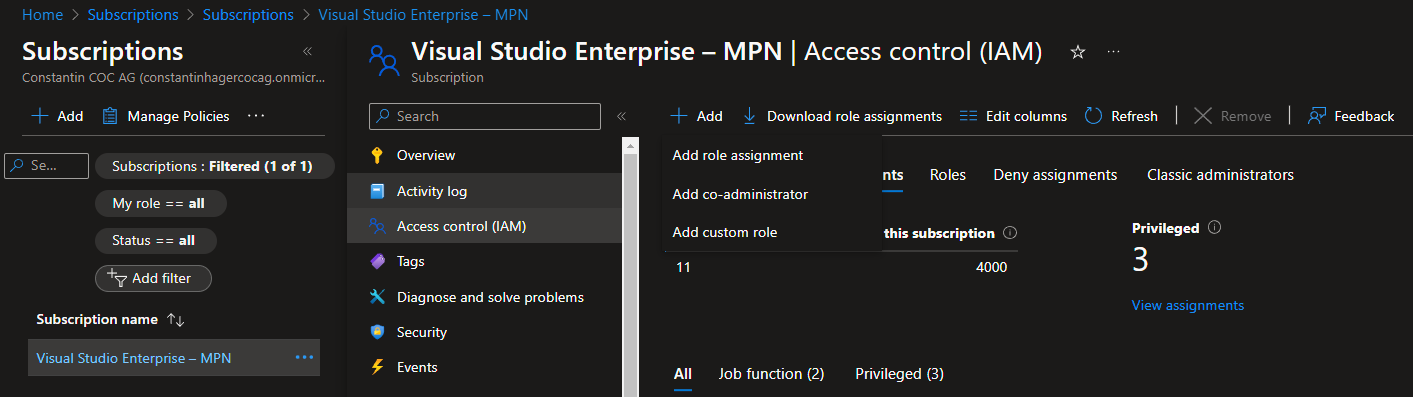 Home > Subscriptions > Subscriptions > Visual Studio Enterprise – MPN
Subscriptions «
Constantin COC AG (constantinhagercocag.onmicr...
+ Add Manage Policies ...
Se...
Subscriptions : Filtered (1 of 1)
My role == all
Status == all
Add filter
Subscription name ↑↓
Visual Studio Enterprise – MPN ...
Visual Studio Enterprise – MPN | Access control (IAM) ☆ ...
Subscription
Search «
Overview
Activity log
Access control (IAM)
Tags
Diagnose and solve problems
Security
Events
+ Add Download role assignments Edit columns Refresh | Remove | Feedback
Add role assignment
Add co-administrator
Add custom role
nts Roles Deny assignments Classic administrators
this subscription
11 4000
Privileged
3
View assignments
All Job function (2) Privileged (3)